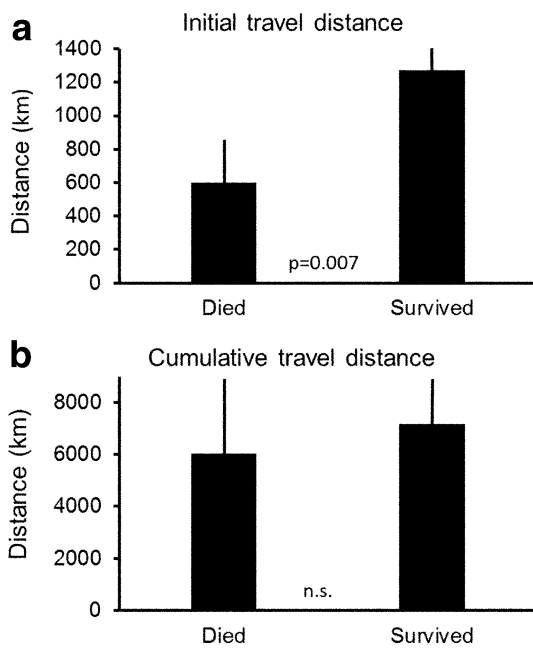 a
Initial travel distance
Distance (km)
1400
1200
1000
800
600
400
200
0
p=0.007
Died
Survived
b
Cumulative travel distance
Distance (km)
8000
6000
4000
2000
0
n.s.
Died
Survived